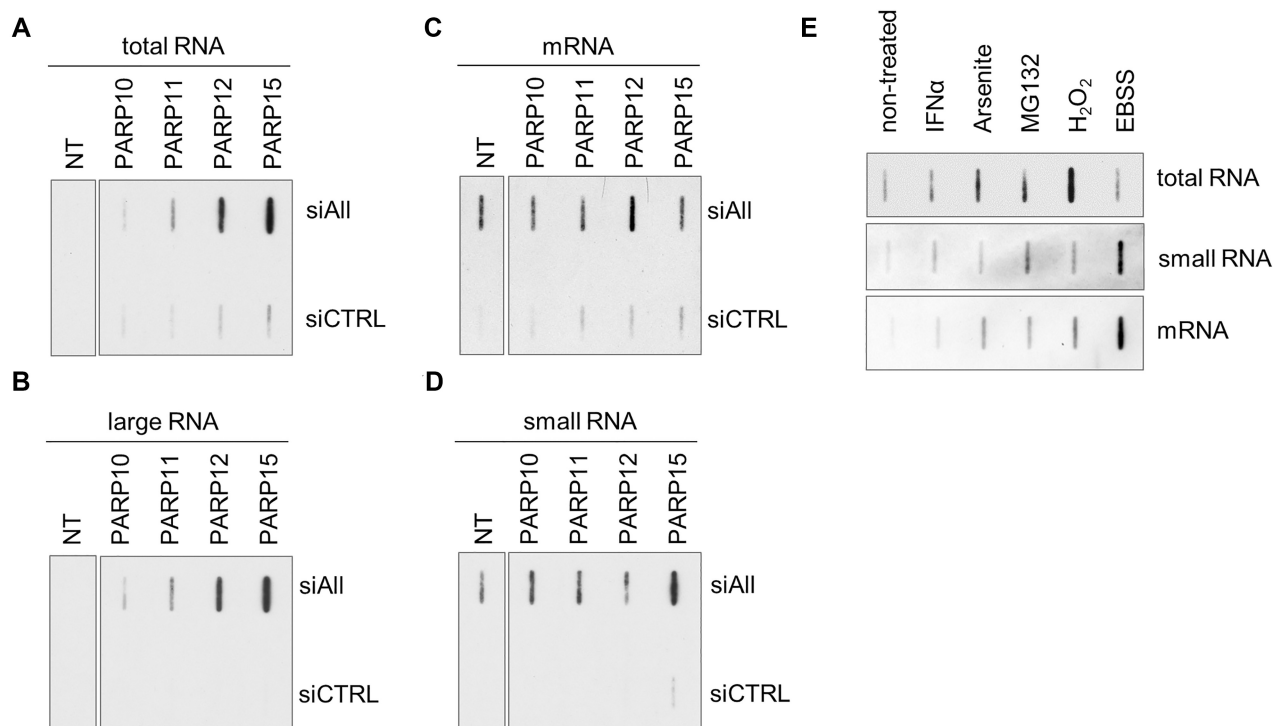 A
total RNA
NT
PARP10
PARP11
PARP12
PARP15
siAll
siCTRL
B
large RNA
NT
PARP10
PARP11
PARP12
PARP15
siAll
siCTRL
C
mRNA
NT
PARP10
PARP11
PARP12
PARP15
siAll
siCTRL
D
small RNA
NT
PARP10
PARP11
PARP12
PARP15
siAll
siCTRL
E
non-treated
IFNα
Arsenite
MG132
H₂O₂
EBSS
total RNA
small RNA
mRNA